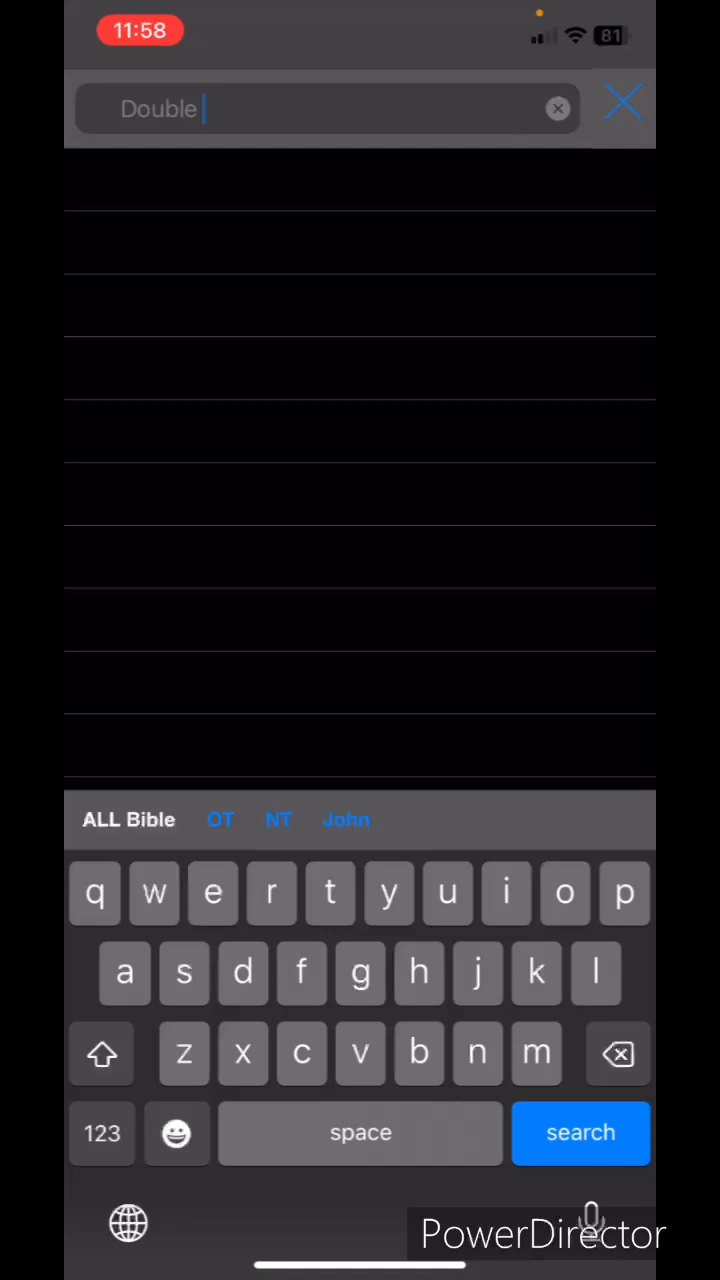 11:58
81
Double
ALL Bible OT NT John
q w e r t y u i o p
a s d f g h j k l
z x c v b n m
123 space search
PowerDirector